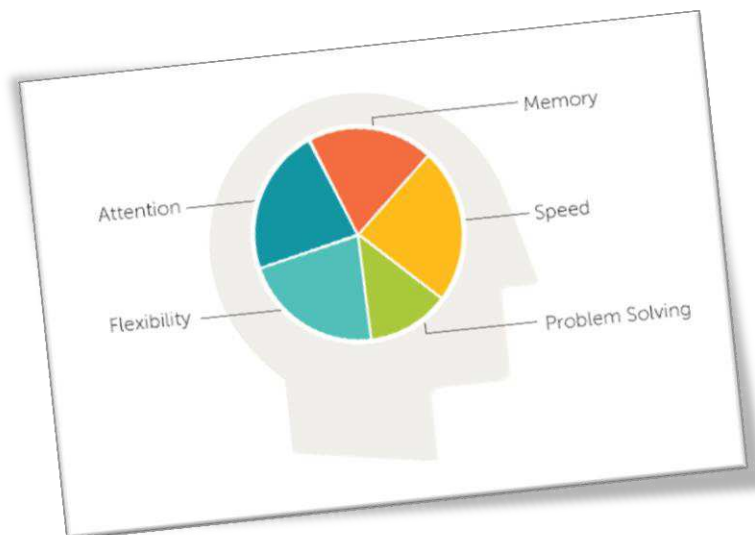 Memory
Attention
Speed
Flexibility
Problem Solving